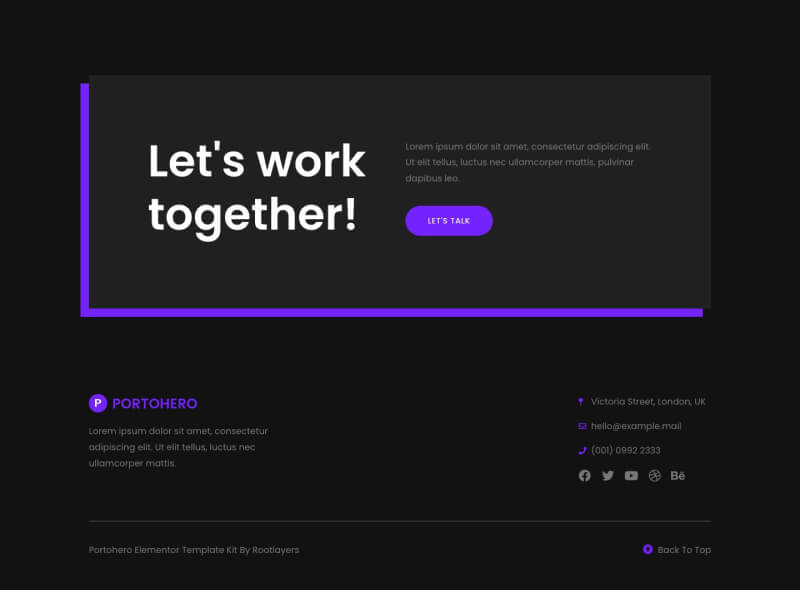 Let's work
together!
Lorem ipsum dolor sit amet, consectetur adipiscing elit.
Ut elit tellus, luctus nec ullamcorper mattis, pulvinar
dapibus leo.
LET'S TALK
P PORTOHERO
Lorem ipsum dolor sit amet, consectetur
adipiscing elit. Ut elit tellus, luctus nec
ullamcorper mattis.
Victoria Street, London, UK
hello@example.mail
(001) 0992 2333
Bē
Portohero Elementor Template Kit By Rootlayers
Back To Top